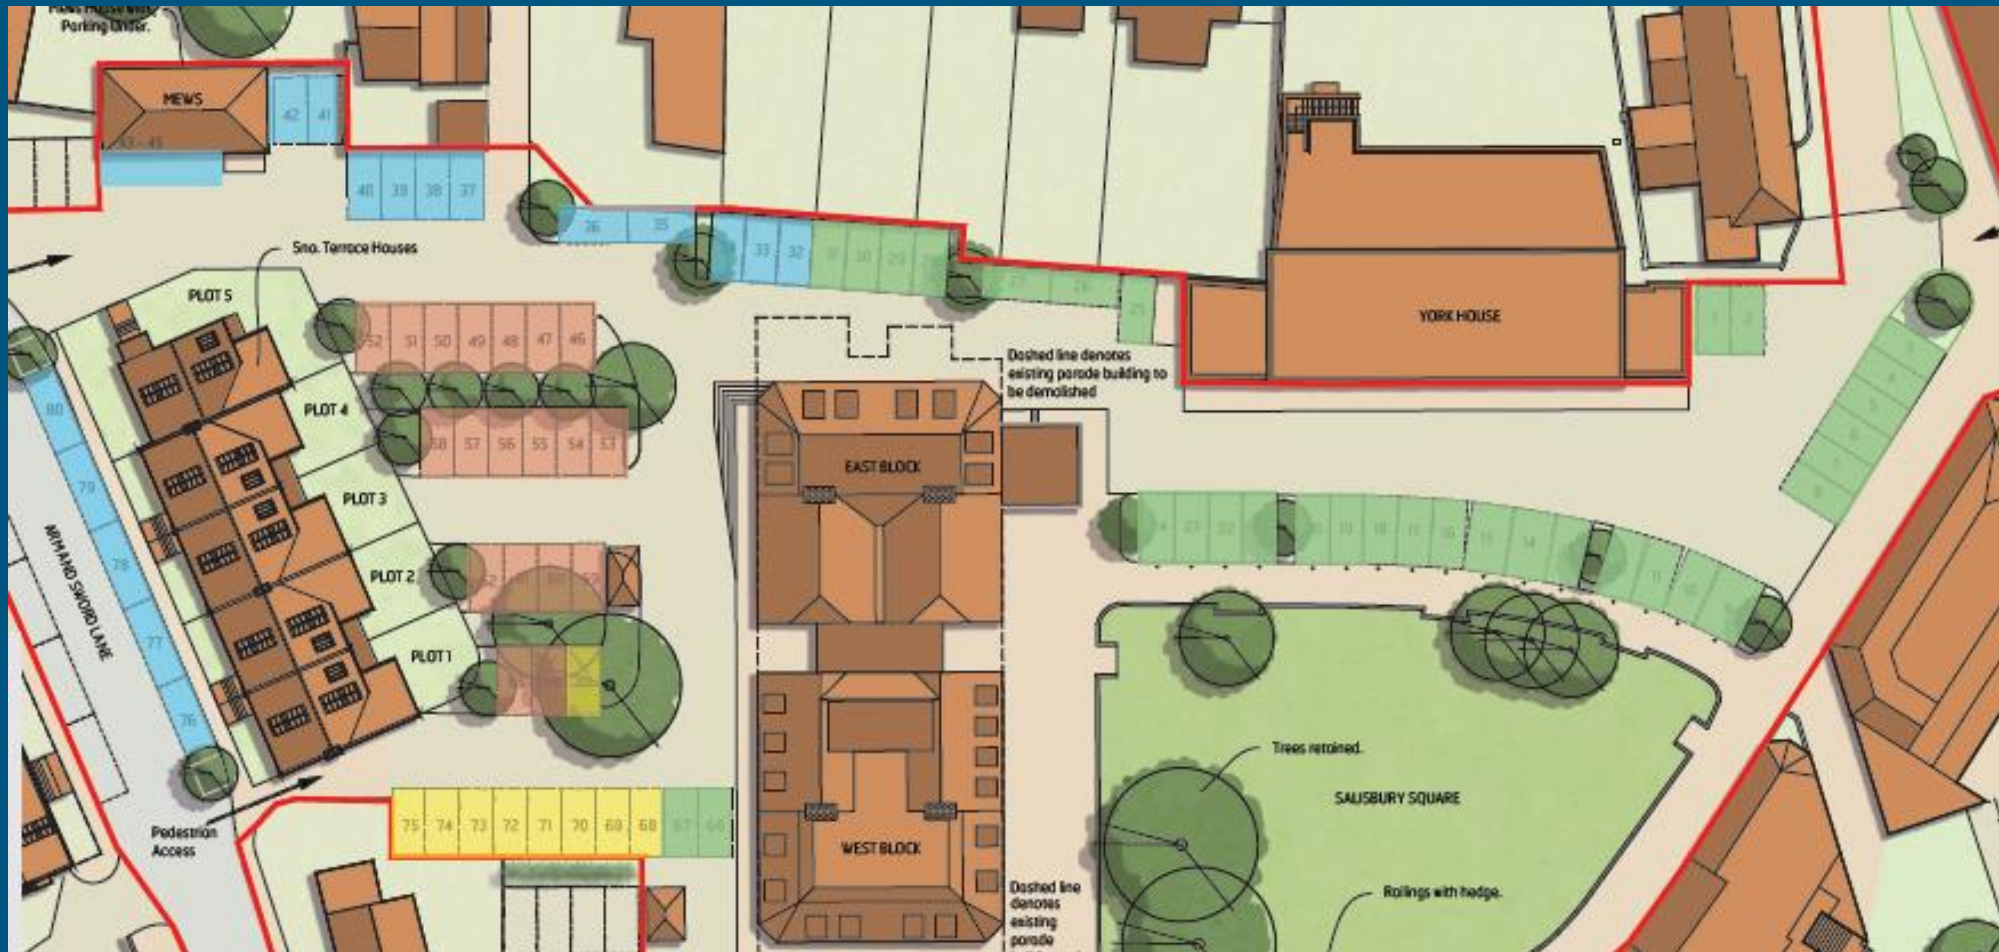 Parking Under.
MEWS
42 41
40 39 38 37
36 35
33 32 31 30 29 28
27 26
25
5no. Terrace Houses
PLOT 5
52 51 50 49 48 47 46
Dashed line denotes
existing parade building to
be demolished
YORK HOUSE
1 2
3
4
5
6
7
8
PLOT 4
58 57 56 55 54 53
EAST BLOCK
80
79
78
77
76
PLOT 3
ARMAND SWORD LANE
23 22
19 18 17 16 15 14
11 10
PLOT 2
PLOT 1
Trees retained.
SALISBURY SQUARE
75 74 73 72 71 70 69 68 67 66
Pedestrian
Access
WEST BLOCK
Railings with hedge.
Dashed line
denotes
existing
parade